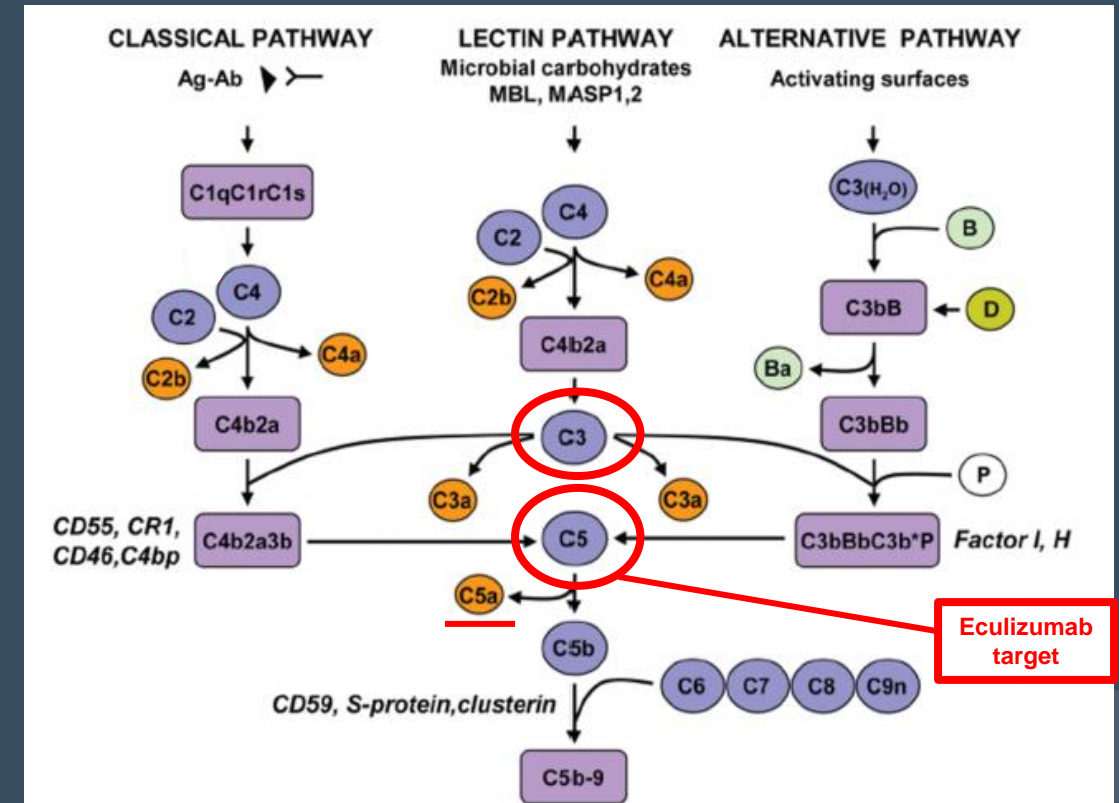 CLASSICAL PATHWAY
Ag-Ab
C1qC1rC1s
C4
C2
C4a
C2b
C4b2a
CD55, CR1,
CD46,C4bp
C4b2a3b
LECTIN PATHWAY
Microbial carbohydrates
MBL, MASP1,2
C4
C2
C4a
C2b
C4b2a
C3
C3a
C3a
C5
C5a
C5b
CD59, S-protein,clusterin
C6
C7
C8
C9n
C5b-9
ALTERNATIVE PATHWAY
Activating surfaces
C3(H₂O)
B
C3bB
D
Ba
C3bBb
P
C3bBbC3b*P
Factor I, H
Eculizumab
target